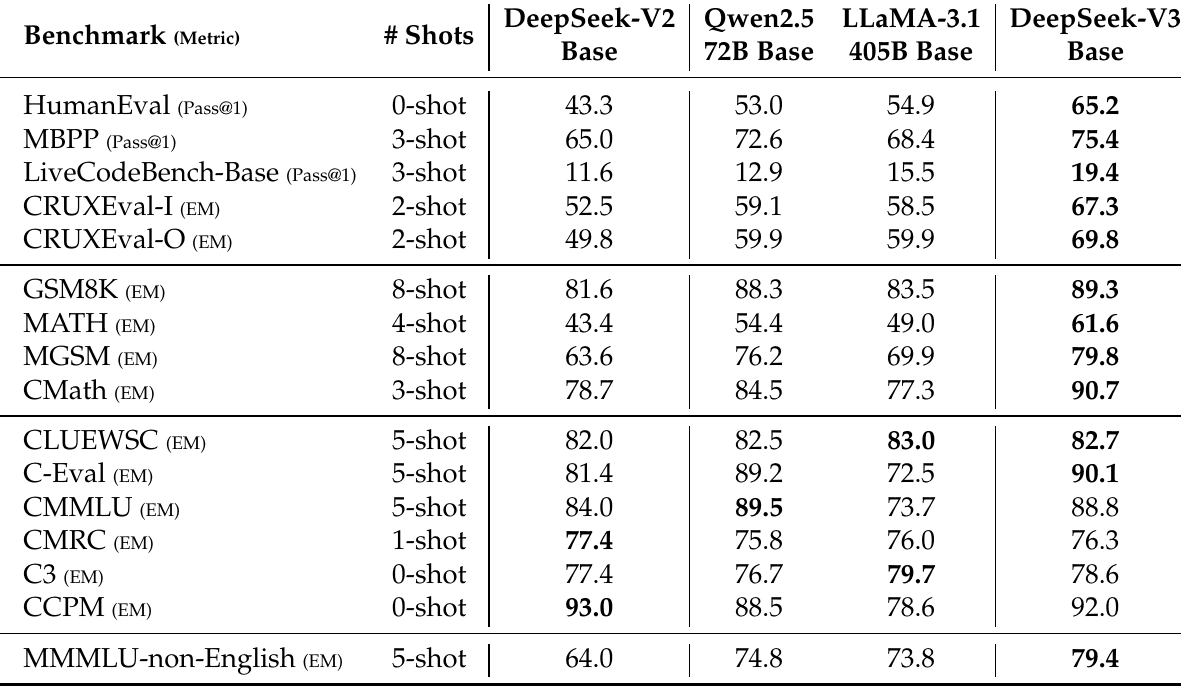 Benchmark (Metric) # Shots DeepSeek-V2 Base Qwen2.5 72B Base LLaMA-3.1 405B Base DeepSeek-V3 Base
HumanEval (Pass@1) 0-shot 43.3 53.0 54.9 65.2
MBPP (Pass@1) 3-shot 65.0 72.6 68.4 75.4
LiveCodeBench-Base (Pass@1) 3-shot 11.6 12.9 15.5 19.4
CRUXEval-I (EM) 2-shot 52.5 59.1 58.5 67.3
CRUXEval-O (EM) 2-shot 49.8 59.9 59.9 69.8
GSM8K (EM) 8-shot 81.6 88.3 83.5 89.3
MATH (EM) 4-shot 43.4 54.4 49.0 61.6
MGSM (EM) 8-shot 63.6 76.2 69.9 79.8
CMath (EM) 3-shot 78.7 84.5 77.3 90.7
CLUEWSC (EM) 5-shot 82.0 82.5 83.0 82.7
C-Eval (EM) 5-shot 81.4 89.2 72.5 90.1
CMMLU (EM) 5-shot 84.0 89.5 73.7 88.8
CMRC (EM) 1-shot 77.4 75.8 76.0 76.3
C3 (EM) 0-shot 77.4 76.7 79.7 78.6
CCPM (EM) 0-shot 93.0 88.5 78.6 92.0
MMMLU-non-English (EM) 5-shot 64.0 74.8 73.8 79.4